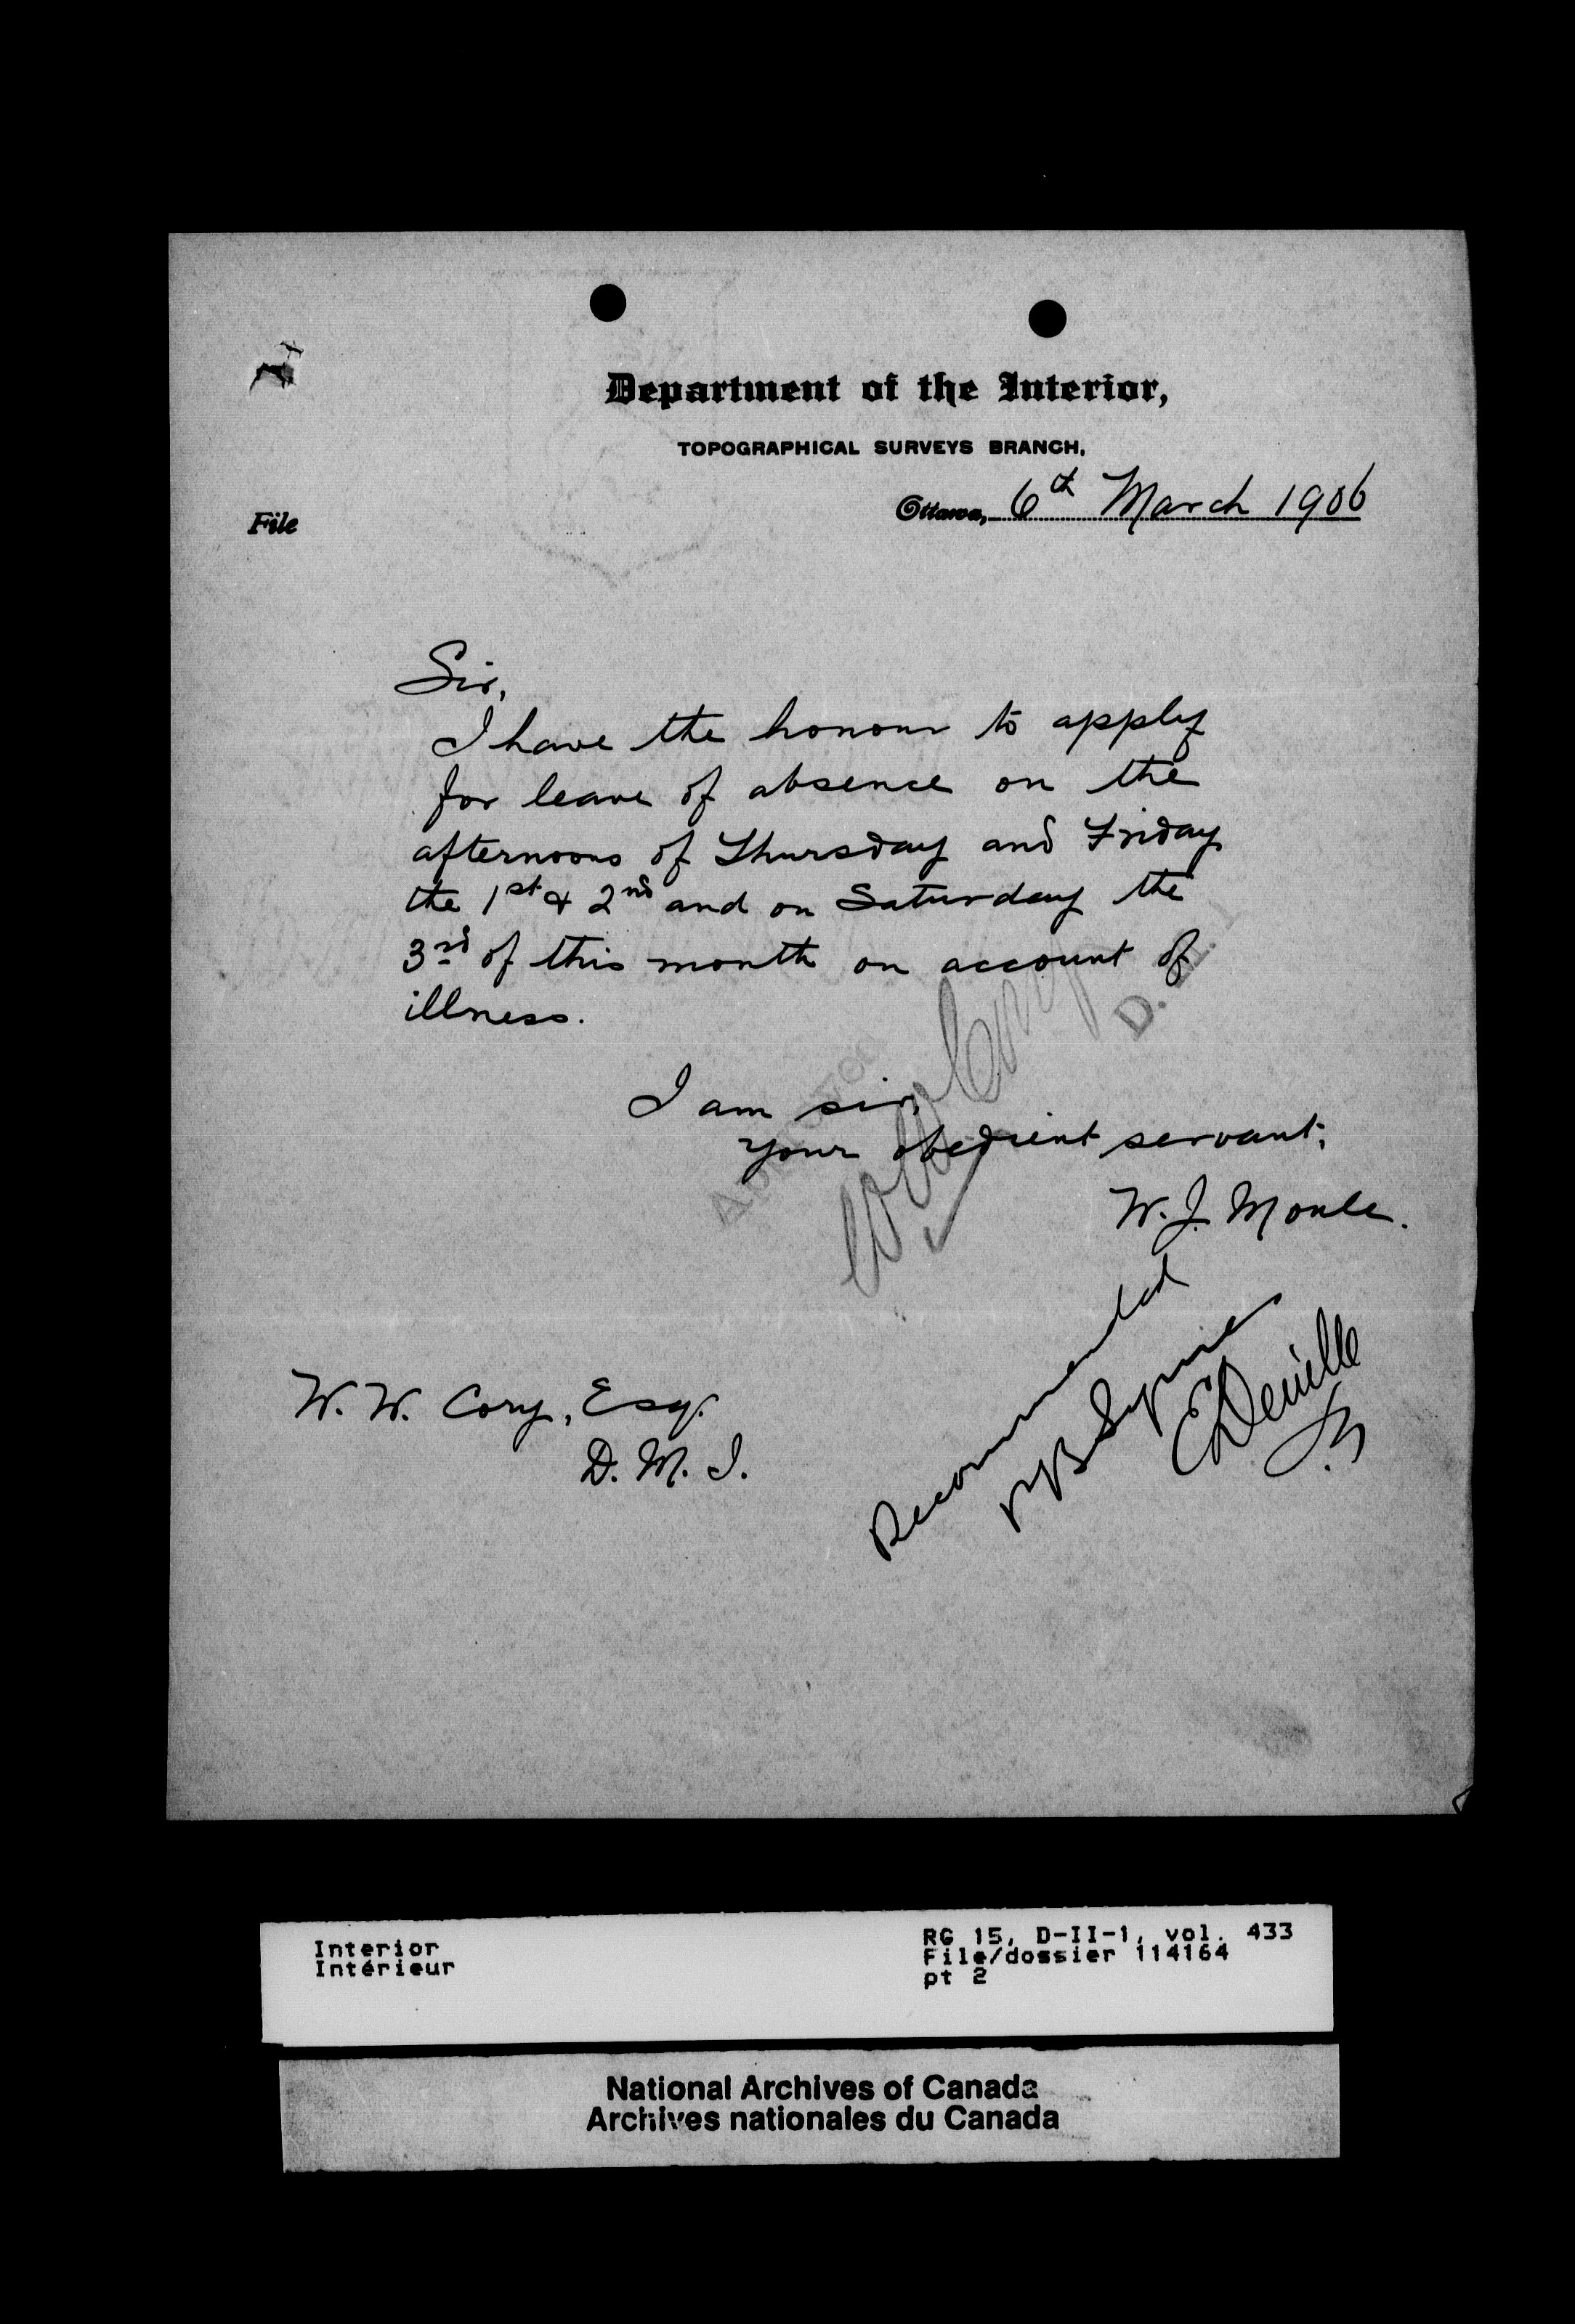 Department of the Interior,
TOPOGRAPHICAL SURVEYS BRANCH,
Ottawa, 6th March 1906
File
Sir,
I have the honour to apply
for leave of absence on the
afternoons of Thursday and Friday
the 1st & 2nd and on Saturday the
3rd of this month on account of
illness.
I am sir,
your obedient servant,
W. J. Moule.
Approved
W W Cory
D. M. I
Recommended
E Deville
W. W. Cory, Esq.
D. M. I.
Interior
Intérieur
RG 15, D-II-1, vol. 433
File/dossier 114164
pt 2
National Archives of Canada
Archives nationales du Canada